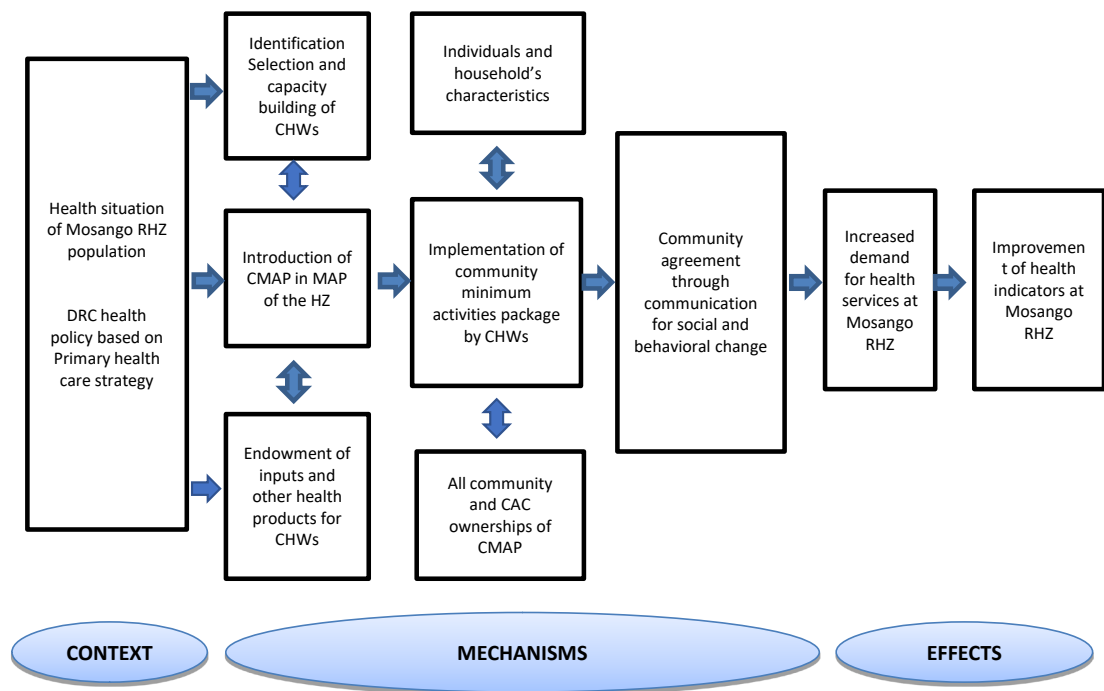 Health situation
of Mosango RHZ
population
DRC health
policy based on
Primary health
care strategy
Identification
Selection and
capacity
building of
CHWs
Introduction of
CMAP in MAP
of the HZ
Endowment of
inputs and
other health
products for
CHWs
Individuals and
household's
characteristics
Implementation of
community
minimum
activities package
by CHWs
All community
and CAC
ownerships of
CMAP
Community
agreement
through
communication
for social and
behavioral change
Increased
demand
for health
services at
Mosango
RHZ
Improvemen
t of health
indicators at
Mosango
RHZ
CONTEXT
MECHANISMS
EFFECTS